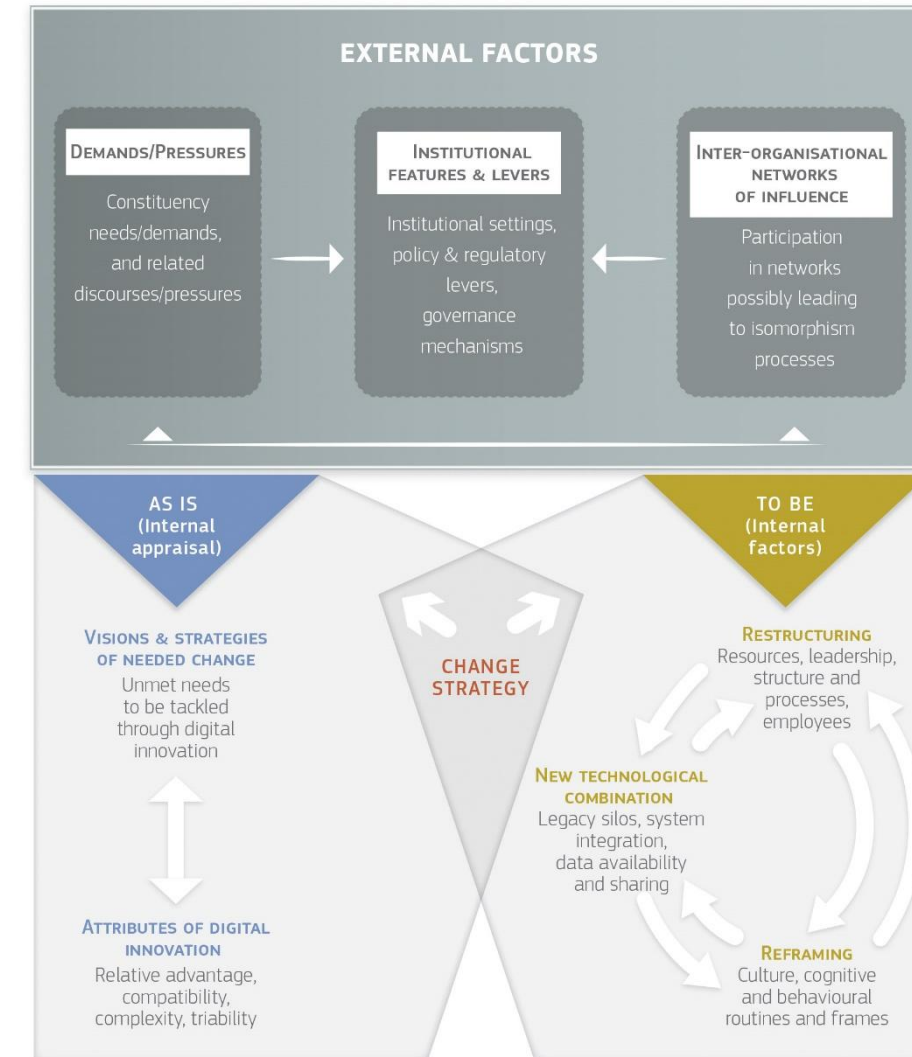 EXTERNAL FACTORS
DEMANDS/PRESSURES
Constituency
needs/demands,
and related
discourses/pressures
INSTITUTIONAL
FEATURES & LEVERS
Institutional settings,
policy & regulatory
levers,
governance
mechanisms
INTER-ORGANISATIONAL
NETWORKS
OF INFLUENCE
Participation
in networks
possibly leading
to isomorphism
processes
AS IS
(Internal
appraisal)
VISIONS & STRATEGIES
OF NEEDED CHANGE
Unmet needs
to be tackled
through digital
innovation
ATTRIBUTES OF DIGITAL
INNOVATION
Relative advantage,
compatibility,
complexity, triability
CHANGE
STRATEGY
TO BE
(Internal
factors)
RESTRUCTURING
Resources, leadership,
structure and
processes,
employees
NEW TECHNOLOGICAL
COMBINATION
Legacy silos, system
integration,
data availability
and sharing
REFRAMING
Culture, cognitive
and behavioural
routines and frames